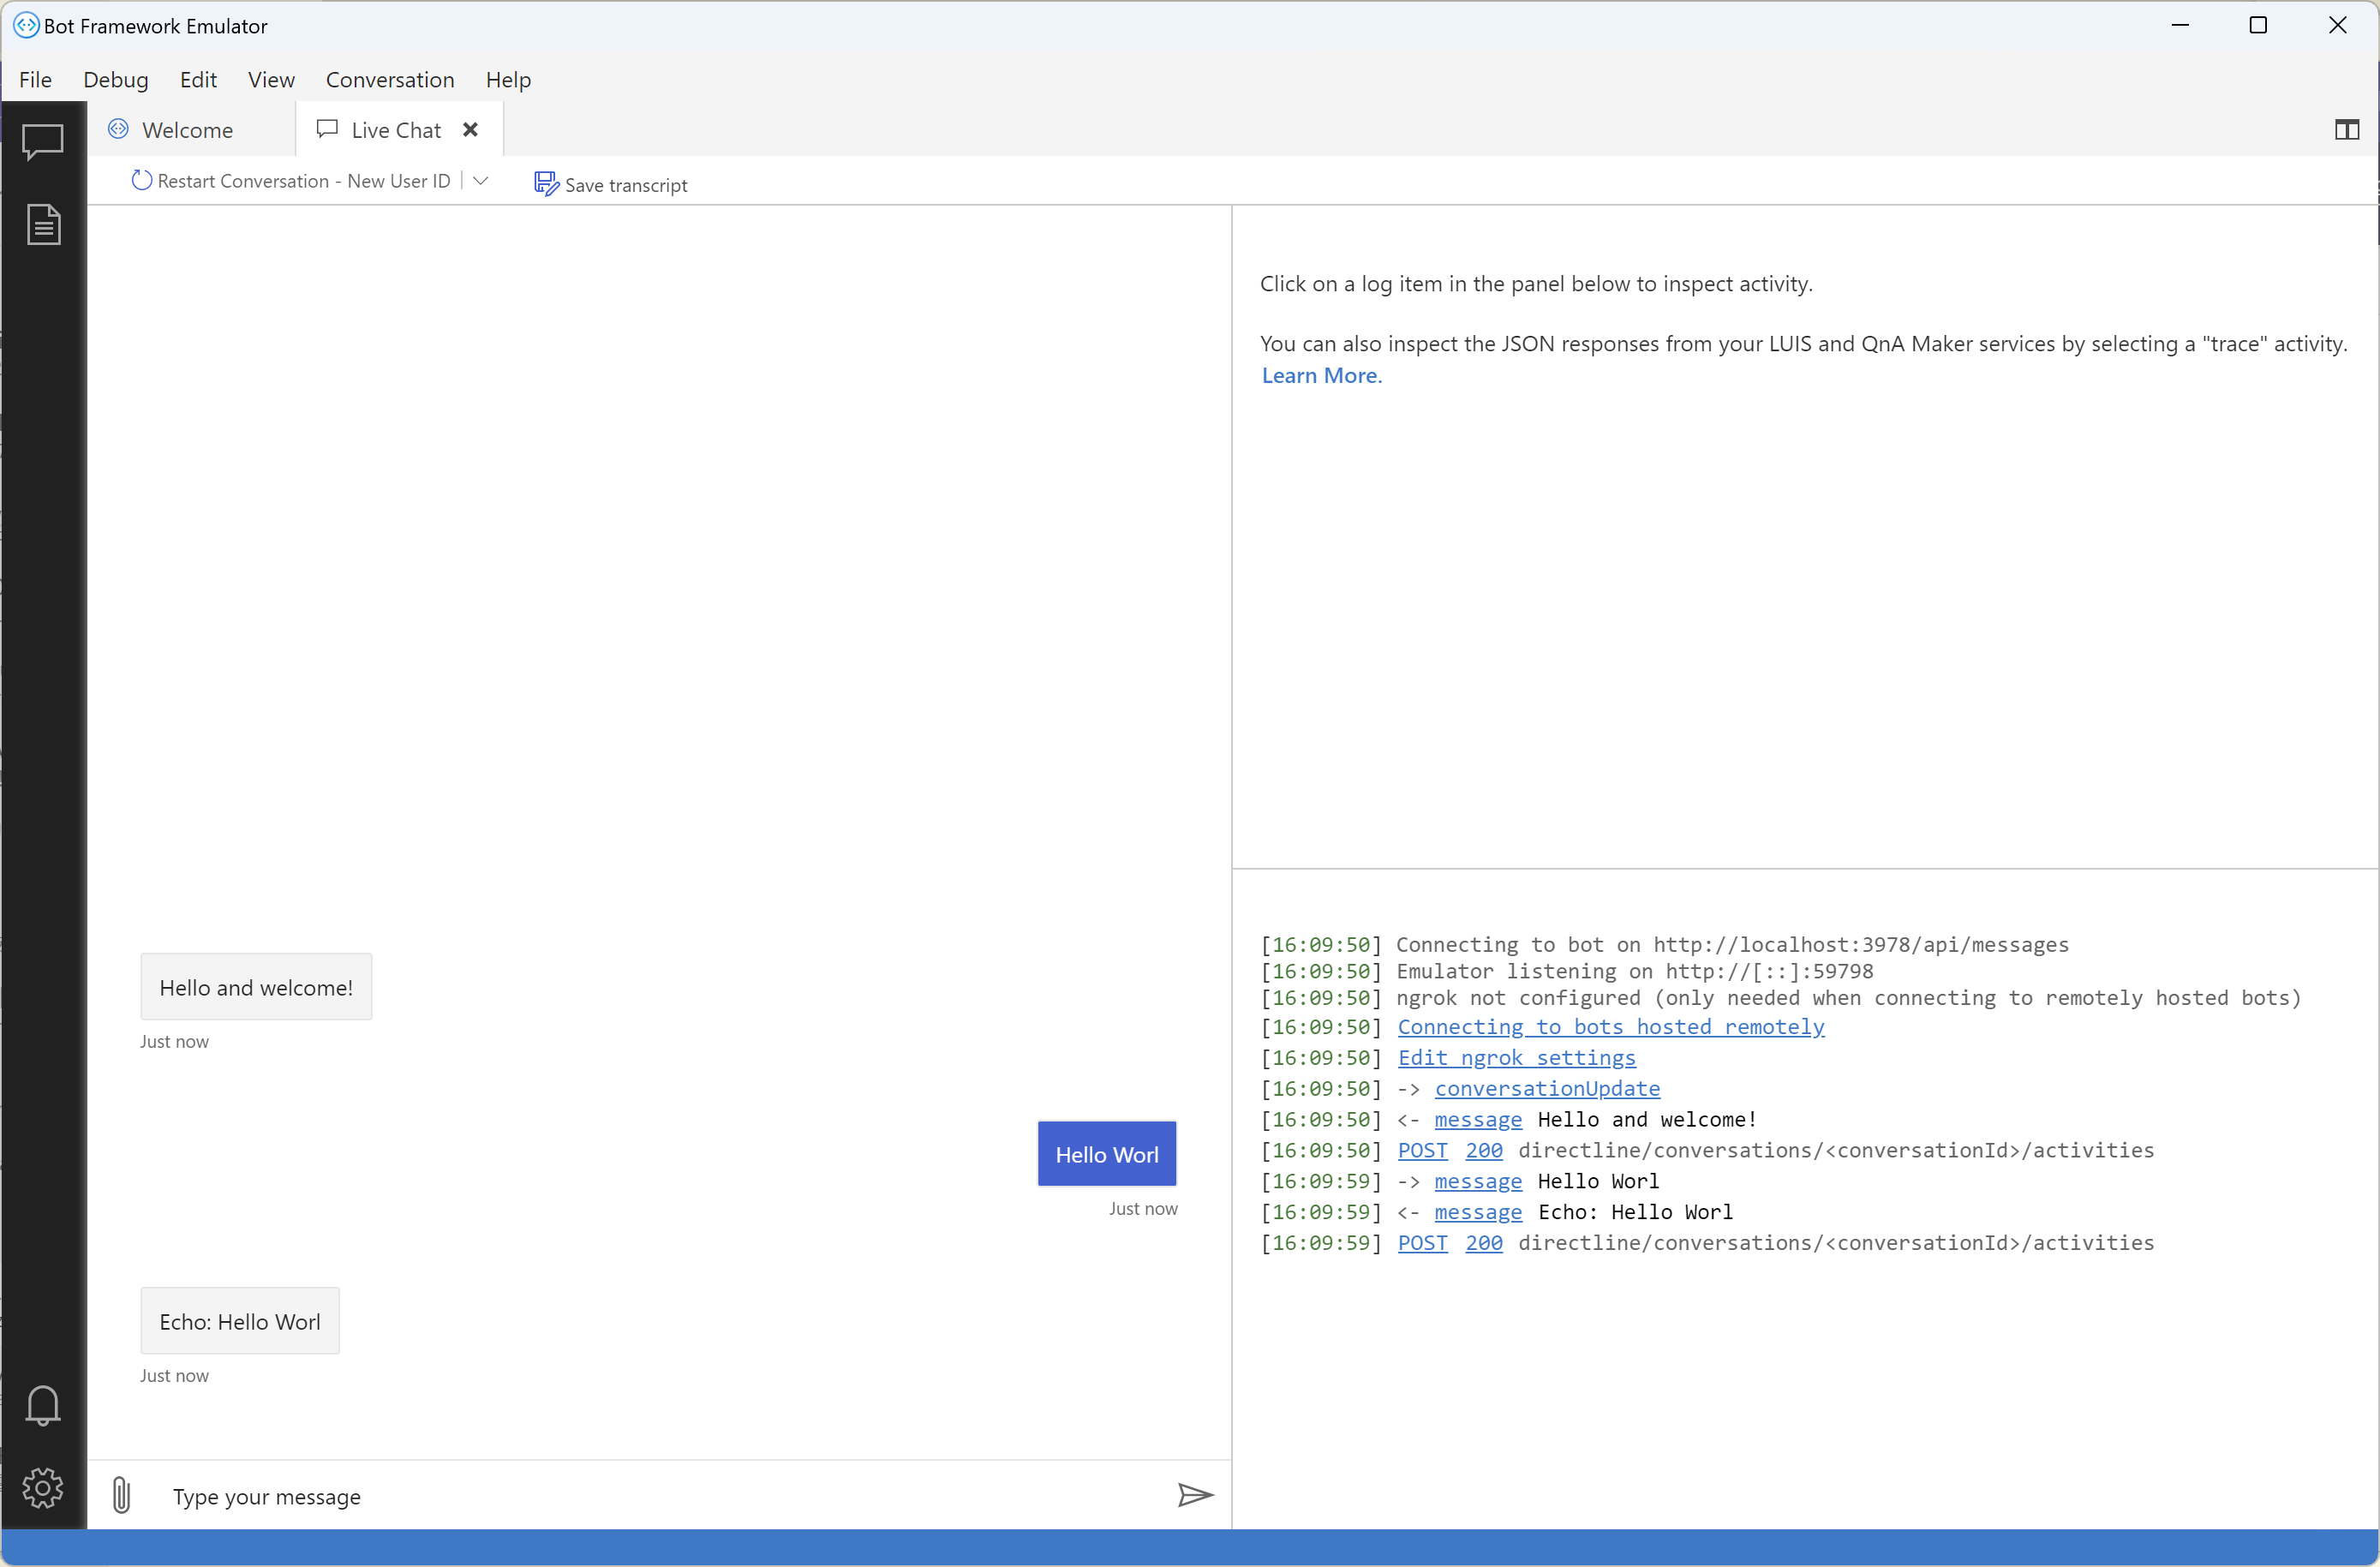 Bot Framework Emulator
File Debug Edit View Conversation Help
Welcome Live Chat
Restart Conversation - New User ID Save transcript
Click on a log item in the panel below to inspect activity.
You can also inspect the JSON responses from your LUIS and QnA Maker services by selecting a "trace" activity.
Learn More.
Hello and welcome!
Just now
Hello Worl
Just now
Echo: Hello Worl
Just now
Type your message
[16:09:50] Connecting to bot on http://localhost:3978/api/messages
[16:09:50] Emulator listening on http://[::]:59798
[16:09:50] ngrok not configured (only needed when connecting to remotely hosted bots)
[16:09:50] Connecting to bots hosted remotely
[16:09:50] Edit ngrok settings
[16:09:50] -> conversationUpdate
[16:09:50] <- message Hello and welcome!
[16:09:50] POST 200 directline/conversations/<conversationId>/activities
[16:09:59] -> message Hello Worl
[16:09:59] <- message Echo: Hello Worl
[16:09:59] POST 200 directline/conversations/<conversationId>/activities